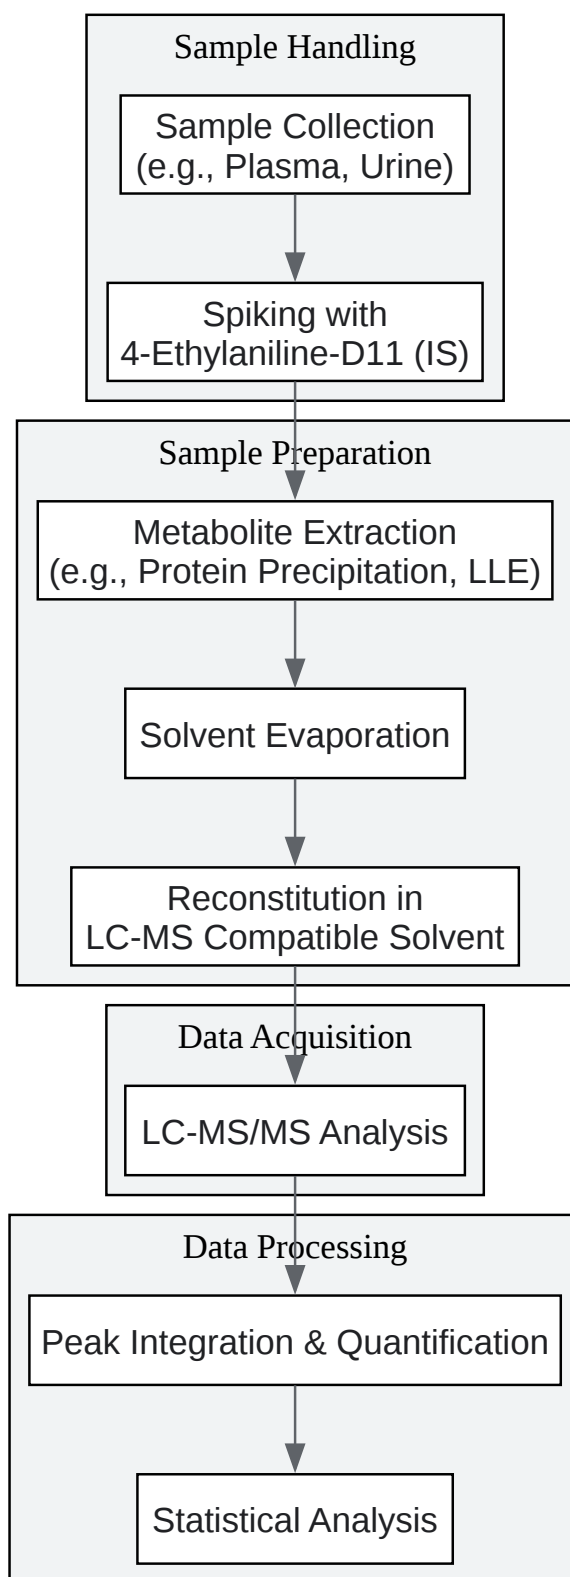 Sample Handling
Sample Collection
(e.g., Plasma, Urine)
Spiking with
4-Ethylaniline-D11 (IS)
Sample Preparation
Metabolite Extraction
(e.g., Protein Precipitation, LLE)
Solvent Evaporation
Reconstitution in
LC-MS Compatible Solvent
Data Acquisition
LC-MS/MS Analysis
Data Processing
Peak Integration & Quantification
Statistical Analysis